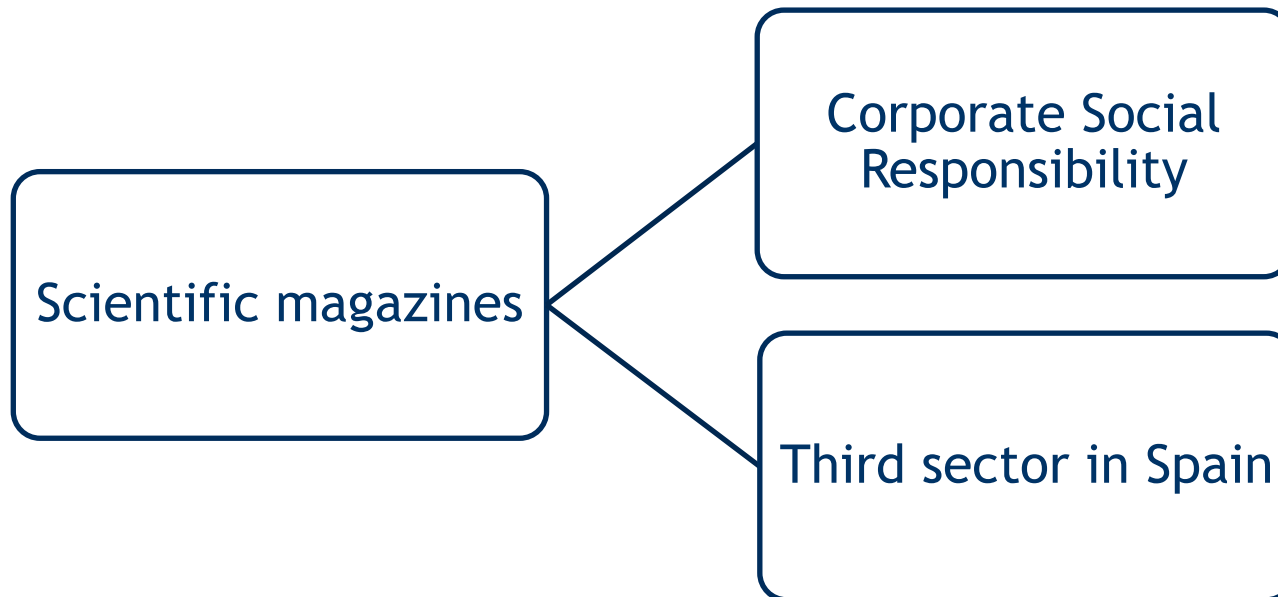 Scientific magazines
Corporate Social
Responsibility
Third sector in Spain